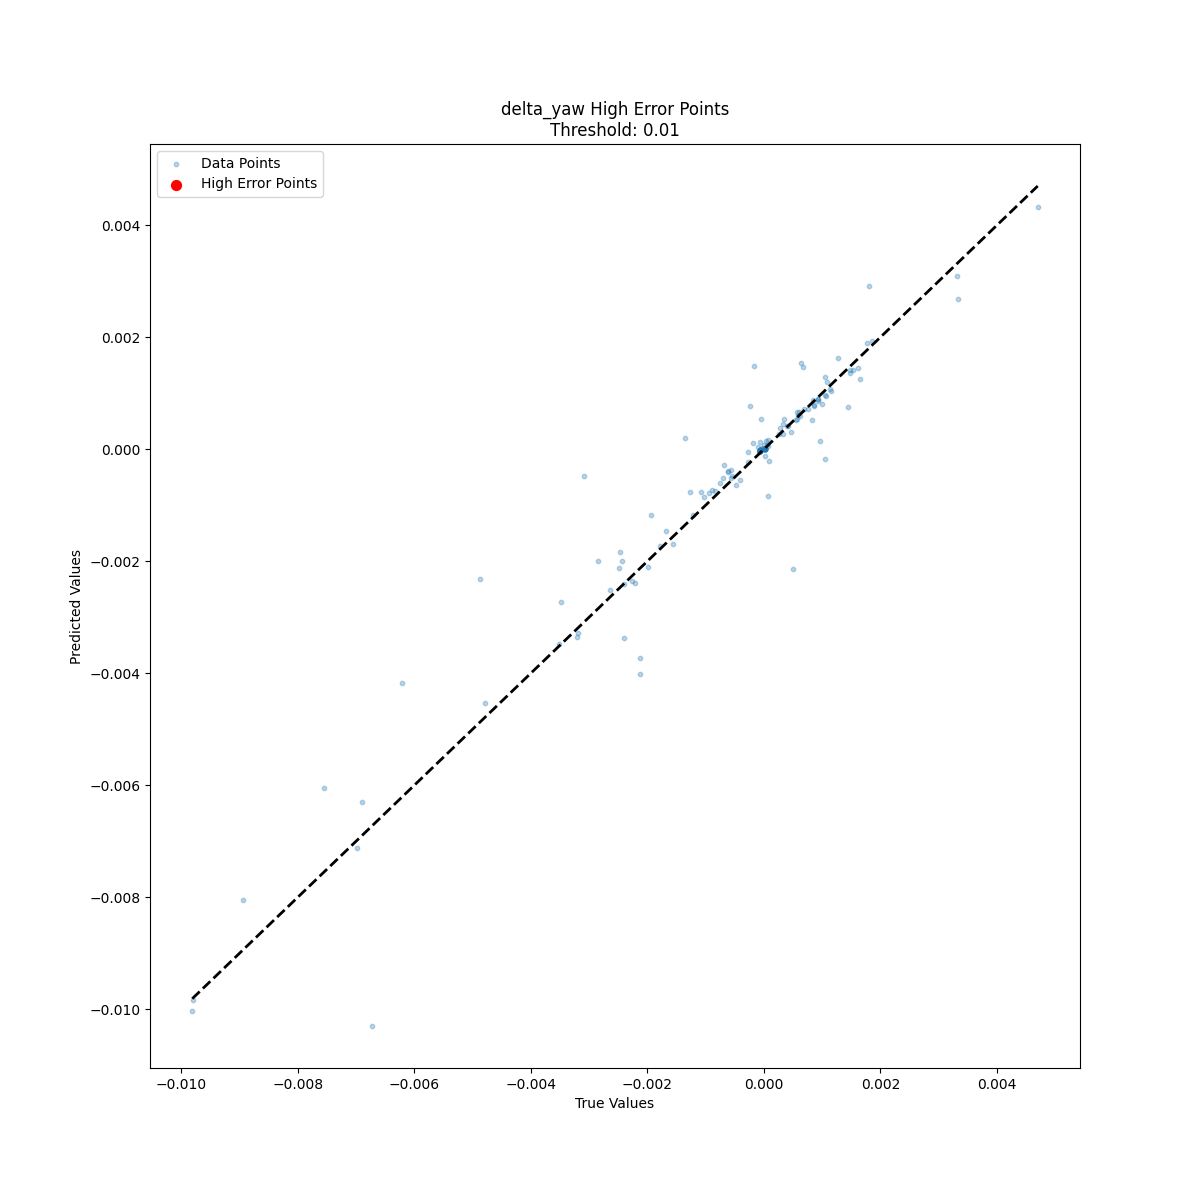 delta_yaw High Error Points
Threshold: 0.01
Data Points
High Error Points
0.004
0.002
0.000
−0.002
−0.004
−0.006
−0.008
−0.010
Predicted Values
−0.010 −0.008 −0.006 −0.004 −0.002 0.000 0.002 0.004
True Values